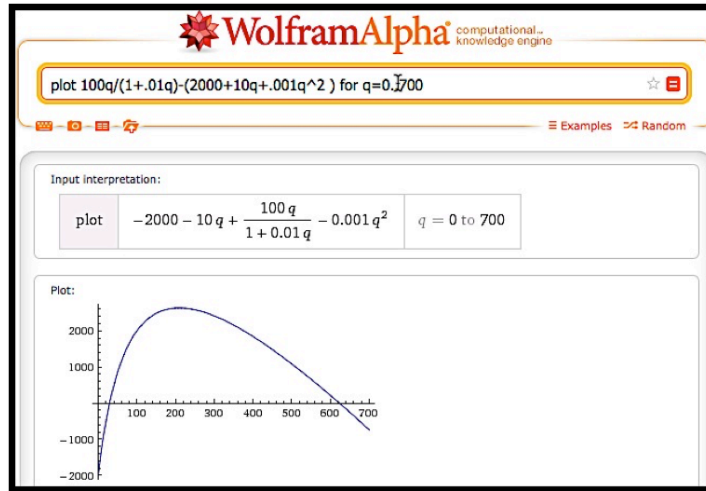 WolframAlpha computational knowledge engine
plot 100q/(1+.01q)-(2000+10q+.001q^2 ) for q=0..700
Examples Random
Input interpretation:
plot −2000 − 10 q + 100 q / 1 + 0.01 q − 0.001 q² q = 0 to 700
Plot:
2000
1000
100 200 300 400 500 600 700
−1000
−2000